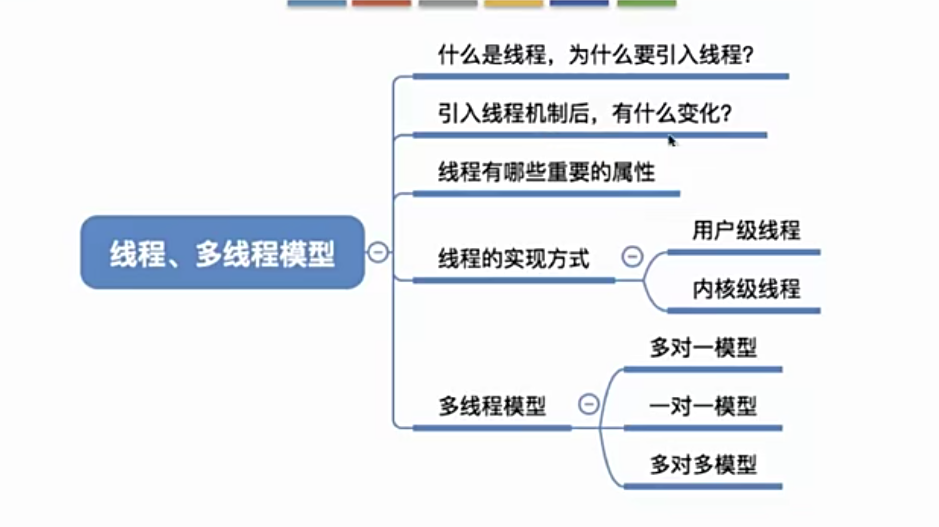 什么是线程，为什么要引入线程？
引入线程机制后，有什么变化？
线程有哪些重要的属性
线程、多线程模型
线程的实现方式
用户级线程
内核级线程
多线程模型
多对一模型
一对一模型
多对多模型